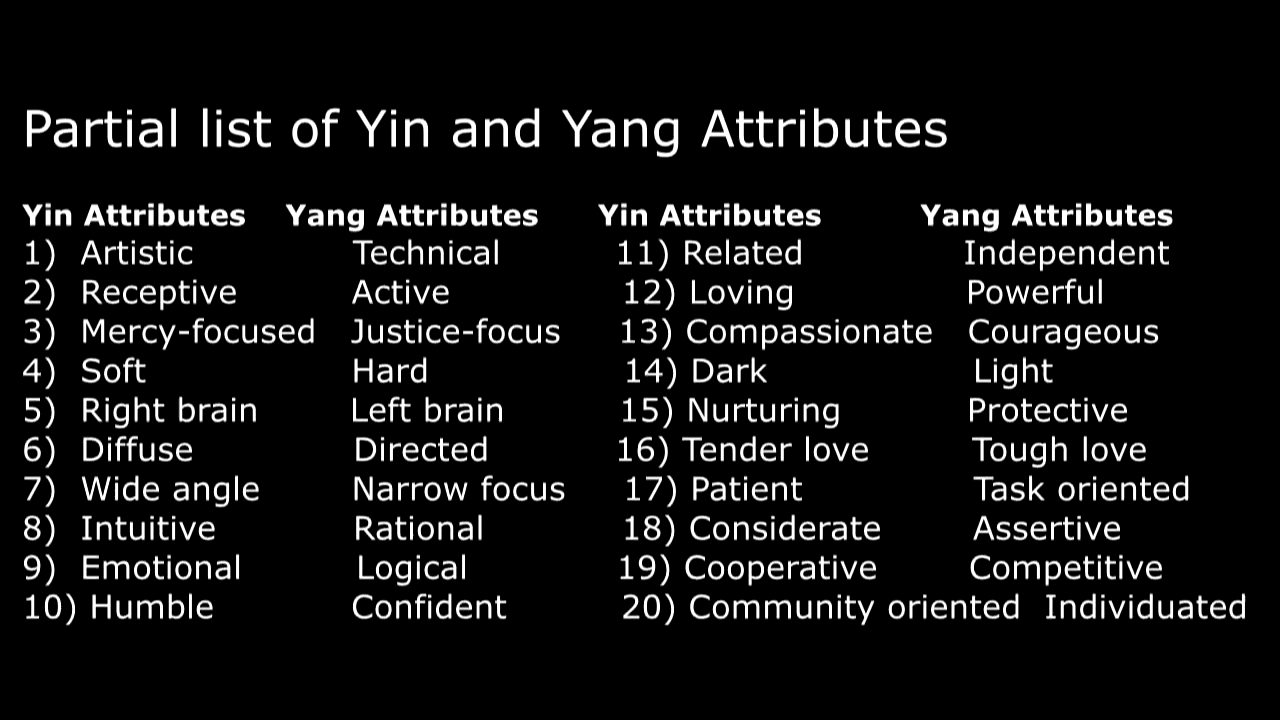 Partial list of Yin and Yang Attributes
Yin Attributes Yang Attributes Yin Attributes Yang Attributes
1) Artistic Technical 11) Related Independent
2) Receptive Active 12) Loving Powerful
3) Mercy-focused Justice-focus 13) Compassionate Courageous
4) Soft Hard 14) Dark Light
5) Right brain Left brain 15) Nurturing Protective
6) Diffuse Directed 16) Tender love Tough love
7) Wide angle Narrow focus 17) Patient Task oriented
8) Intuitive Rational 18) Considerate Assertive
9) Emotional Logical 19) Cooperative Competitive
10) Humble Confident 20) Community oriented Individuated